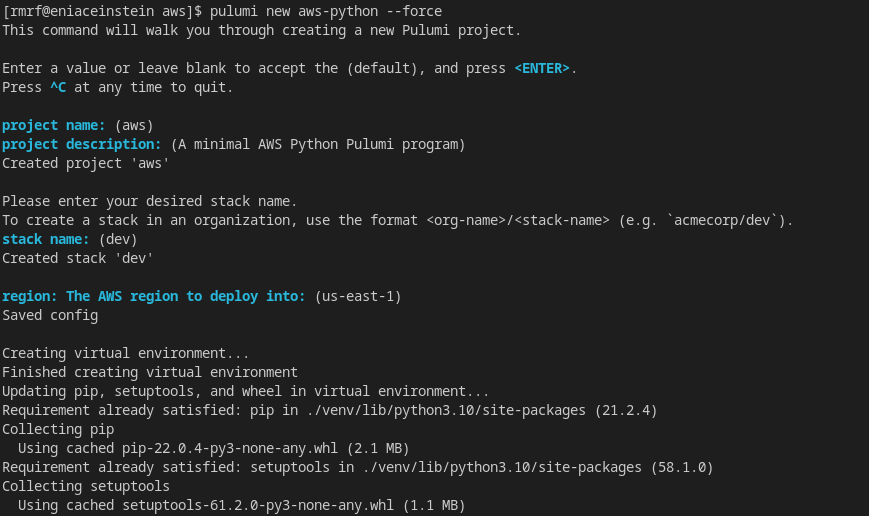 [rmrf@eniaceinstein aws]$ pulumi new aws-python --force
This command will walk you through creating a new Pulumi project.
Enter a value or leave blank to accept the (default), and press <ENTER>.
Press ^C at any time to quit.
project name: (aws)
project description: (A minimal AWS Python Pulumi program)
Created project 'aws'
Please enter your desired stack name.
To create a stack in an organization, use the format <org-name>/<stack-name> (e.g. `acmecorp/dev`).
stack name: (dev)
Created stack 'dev'
region: The AWS region to deploy into: (us-east-1)
Saved config
Creating virtual environment...
Finished creating virtual environment
Updating pip, setuptools, and wheel in virtual environment...
Requirement already satisfied: pip in ./venv/lib/python3.10/site-packages (21.2.4)
Collecting pip
  Using cached pip-22.0.4-py3-none-any.whl (2.1 MB)
Requirement already satisfied: setuptools in ./venv/lib/python3.10/site-packages (58.1.0)
Collecting setuptools
  Using cached setuptools-61.2.0-py3-none-any.whl (1.1 MB)